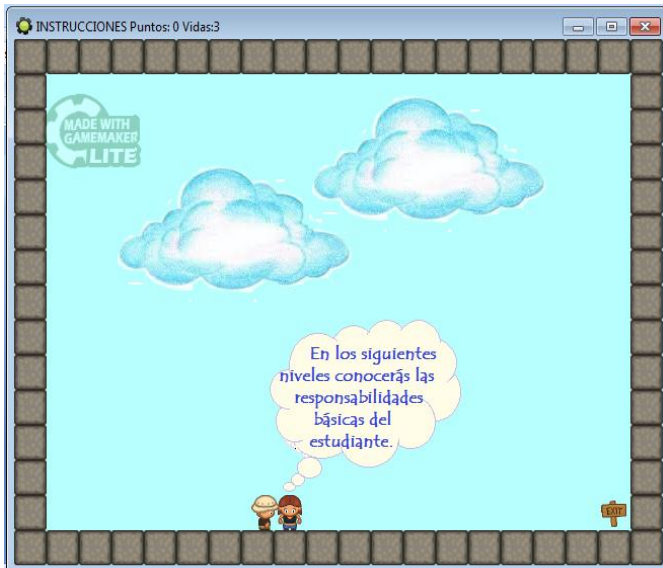 INSTRUCCIONES Puntos: 0 Vidas:3
MADE WITH
GAMEMAKER
LITE
En los siguientes
niveles conocerás las
responsabilidades
básicas del
estudiante.
EXIT